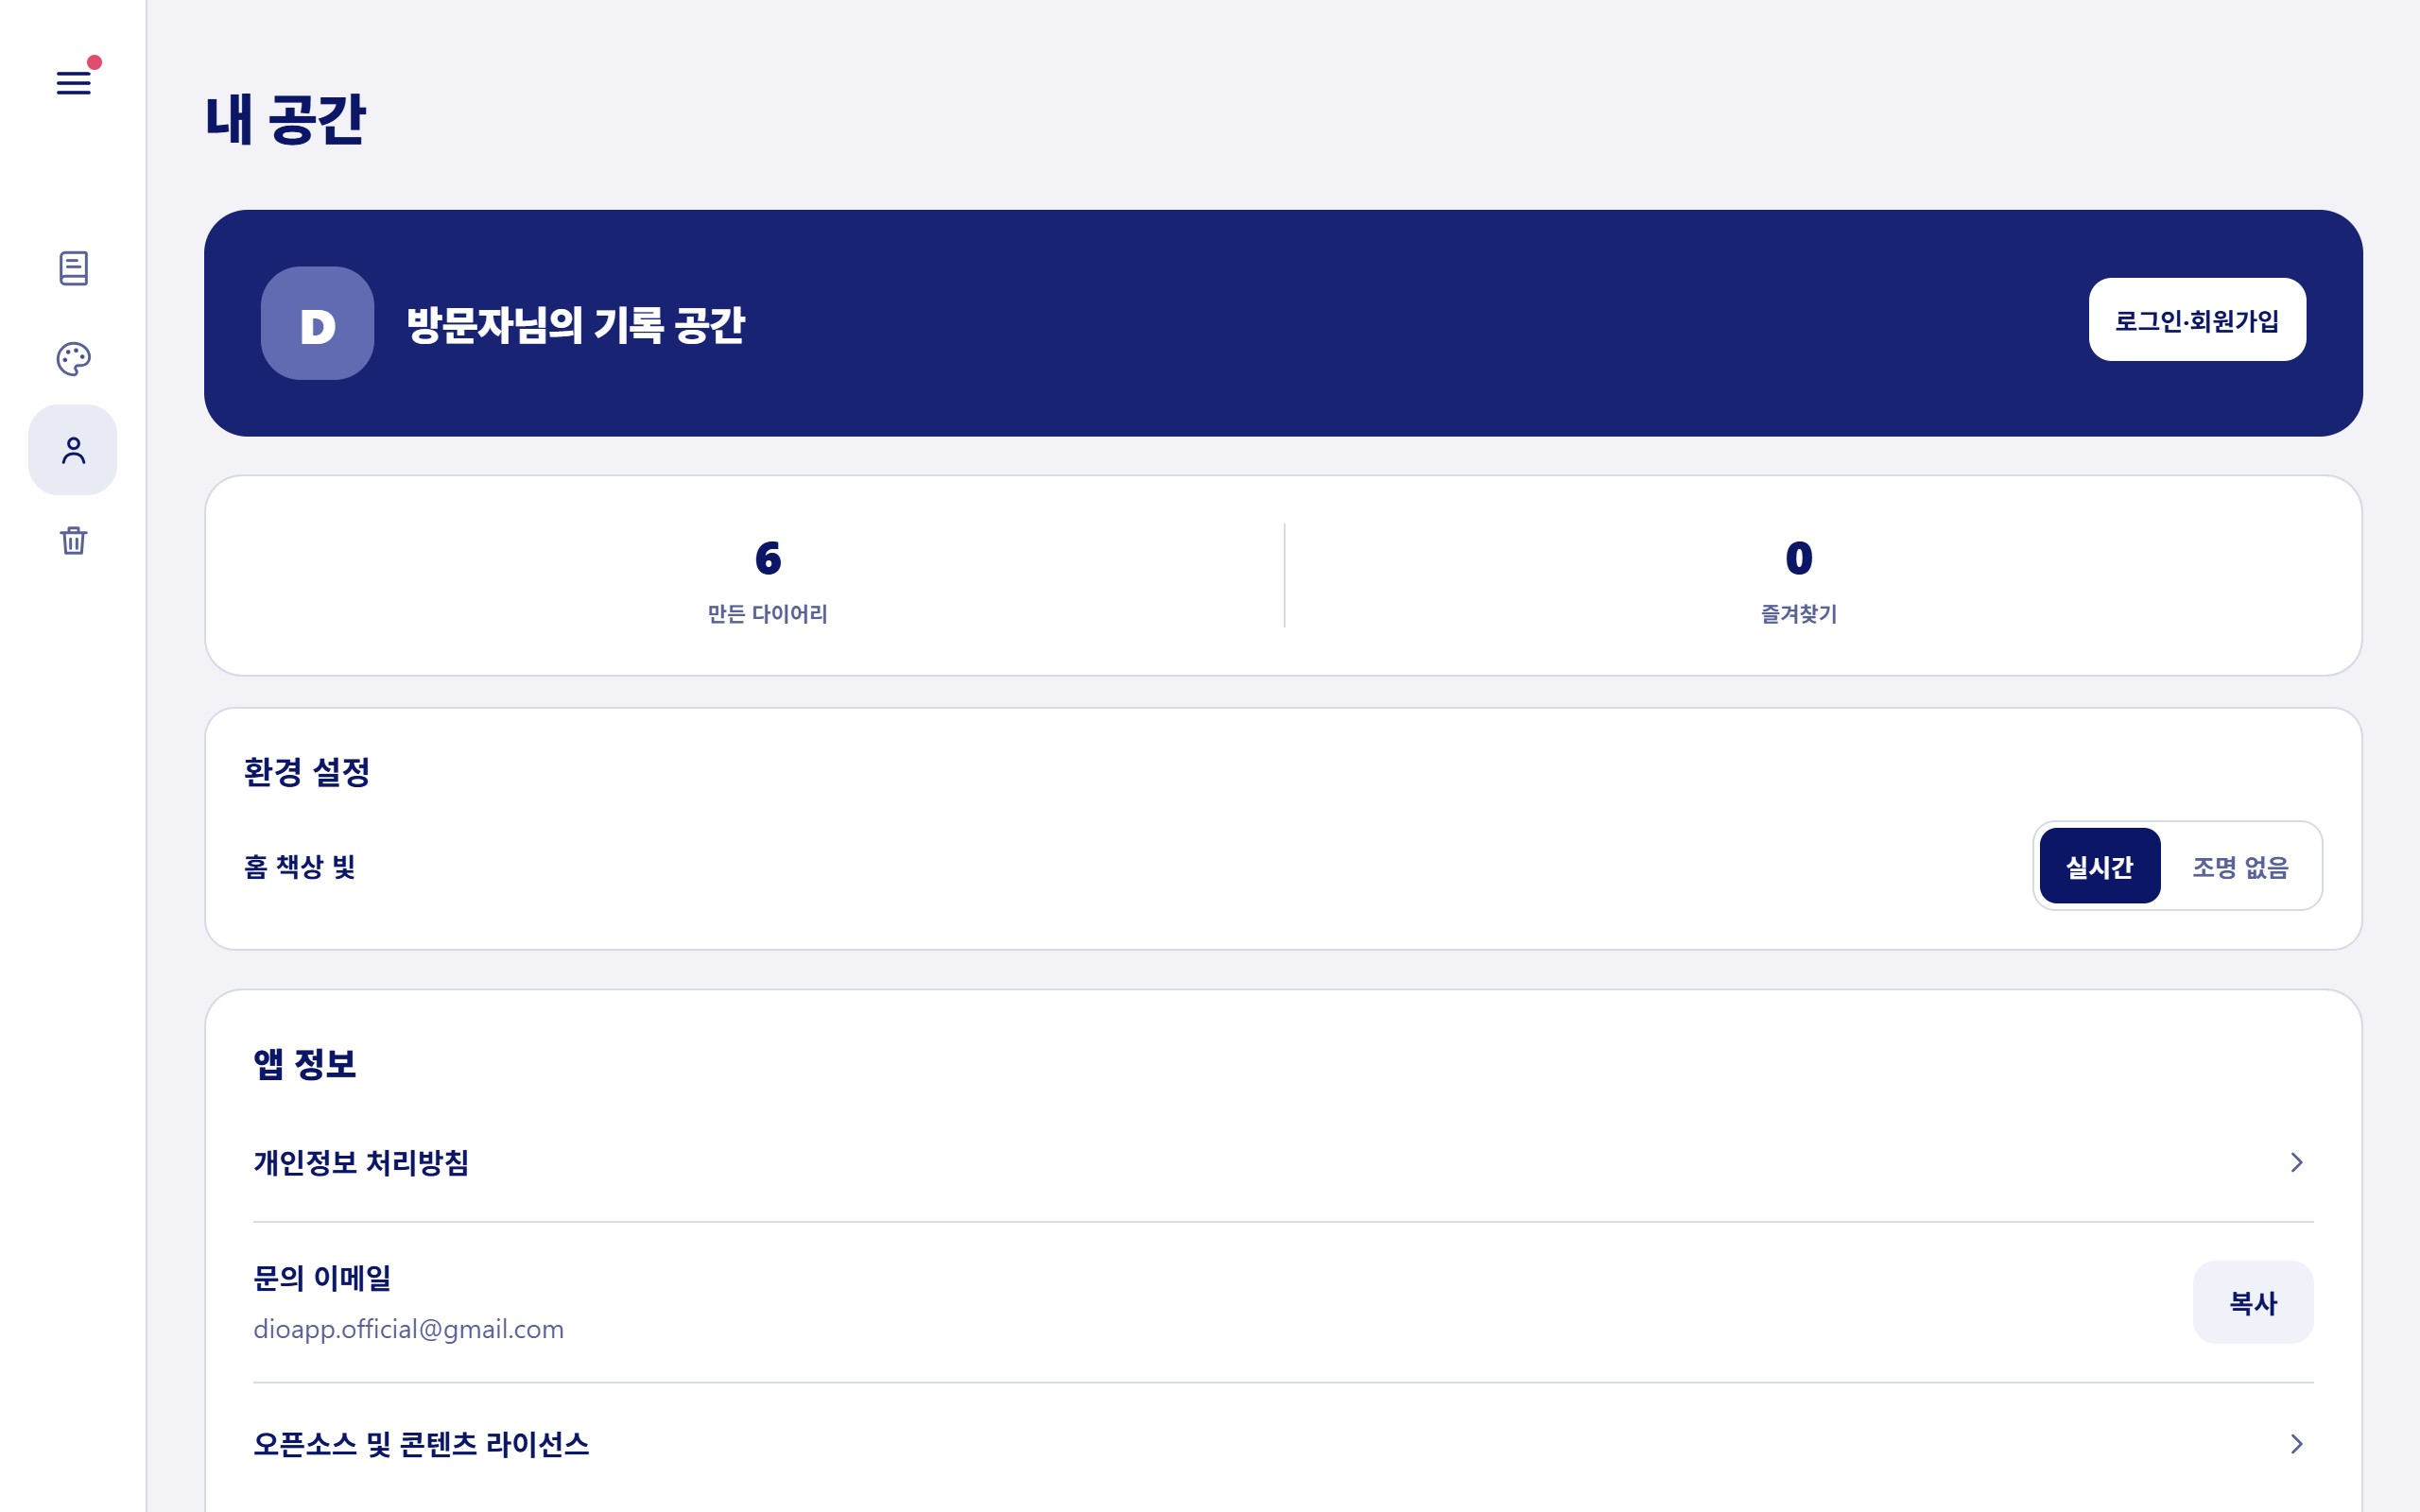 내 공간
D
방문자님의 기록 공간
로그인·회원가입
6
만든 다이어리
0
즐겨찾기
환경 설정
홈 책상 빛
실시간
조명 없음
앱 정보
개인정보 처리방침
문의 이메일
dioapp.official@gmail.com
복사
오픈소스 및 콘텐츠 라이선스